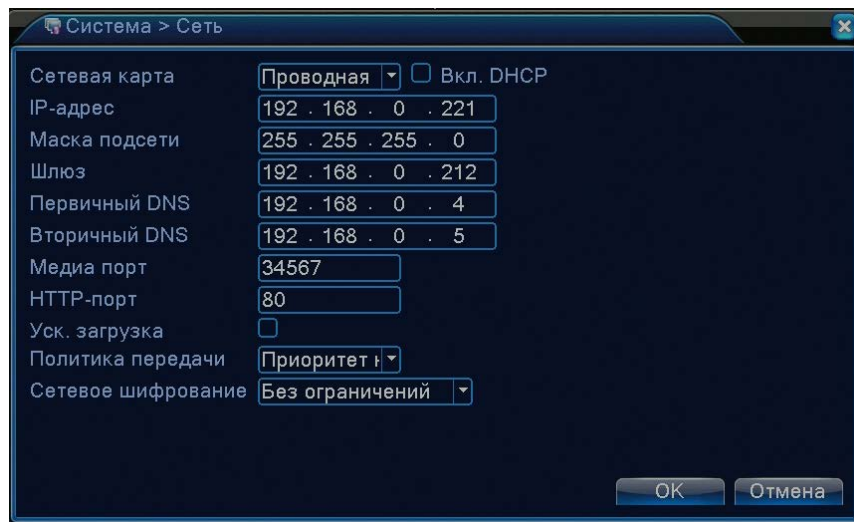 Система > Сеть
Сетевая карта Проводная Вкл. DHCP
IP-адрес 192 . 168 . 0 . 221
Маска подсети 255 . 255 . 255 . 0
Шлюз 192 . 168 . 0 . 212
Первичный DNS 192 . 168 . 0 . 4
Вторичный DNS 192 . 168 . 0 . 5
Медиа порт 34567
HTTP-порт 80
Уск. загрузка
Политика передачи Приоритет
Сетевое шифрование Без ограничений
OK Отмена